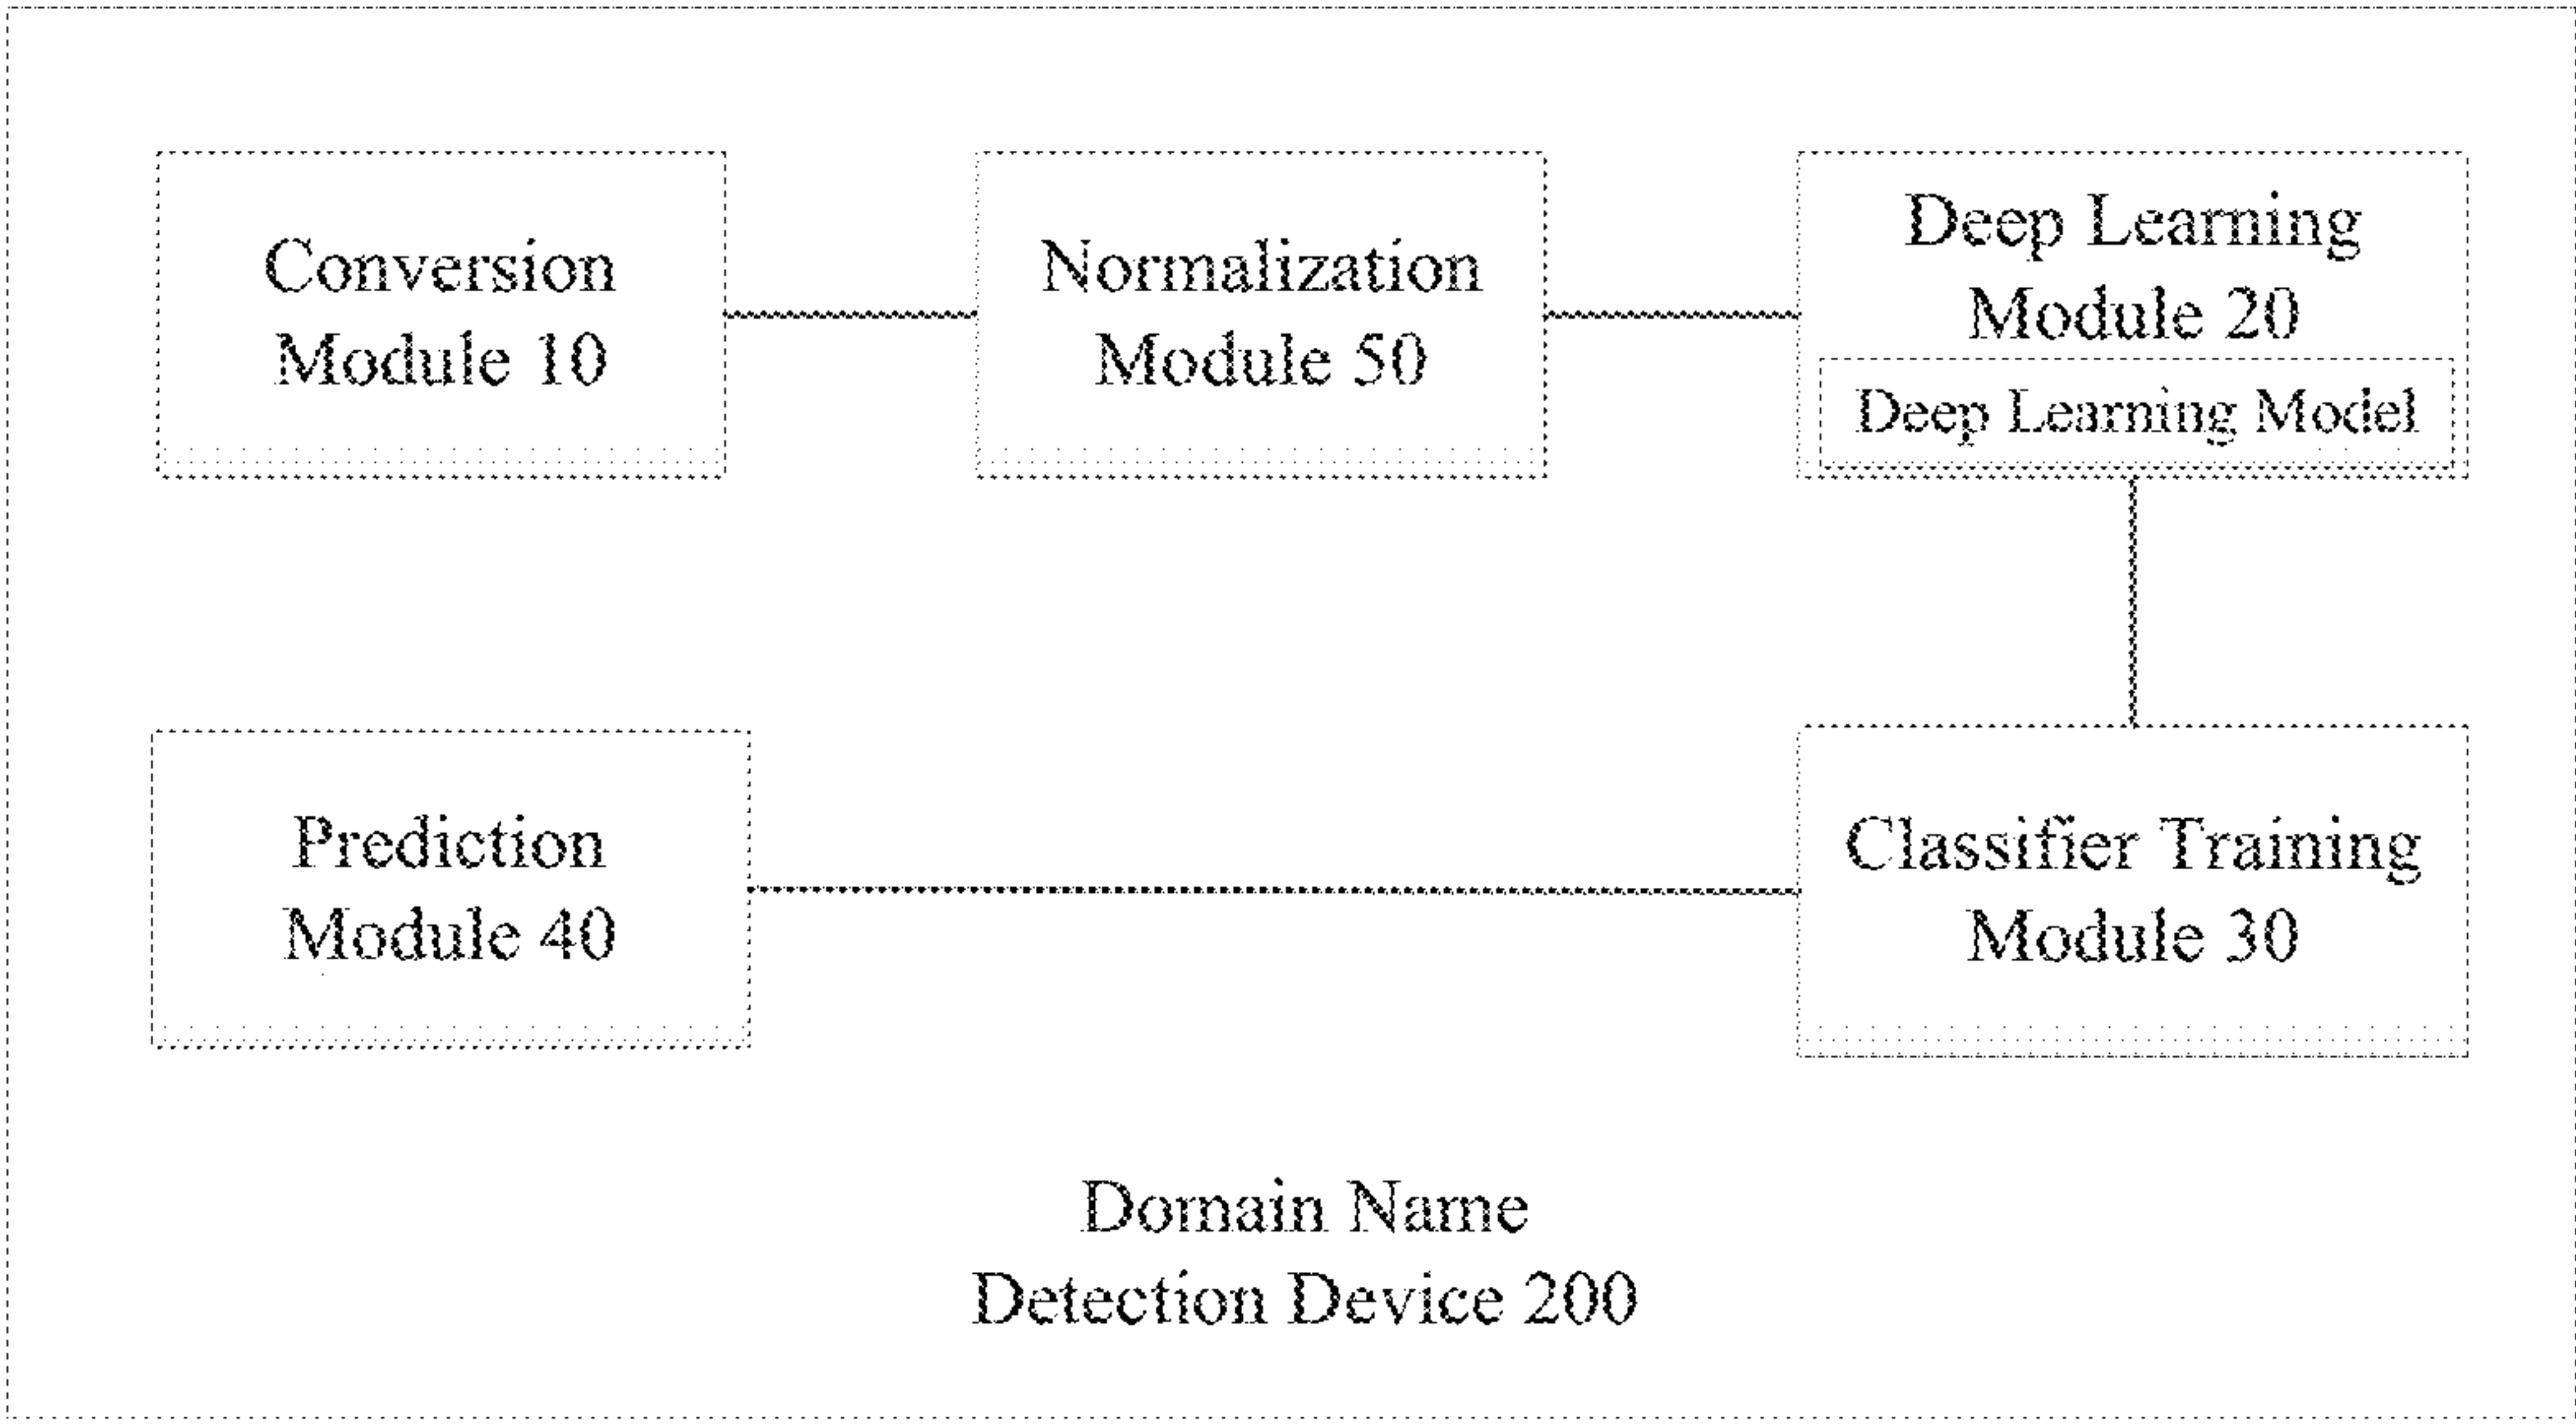 Conversion
Module 10
Normalization
Module 50
Deep Learning
Module 20
Deep Learning Model
Prediction
Module 40
Classifier Training
Module 30
Domain Name
Detection Device 200